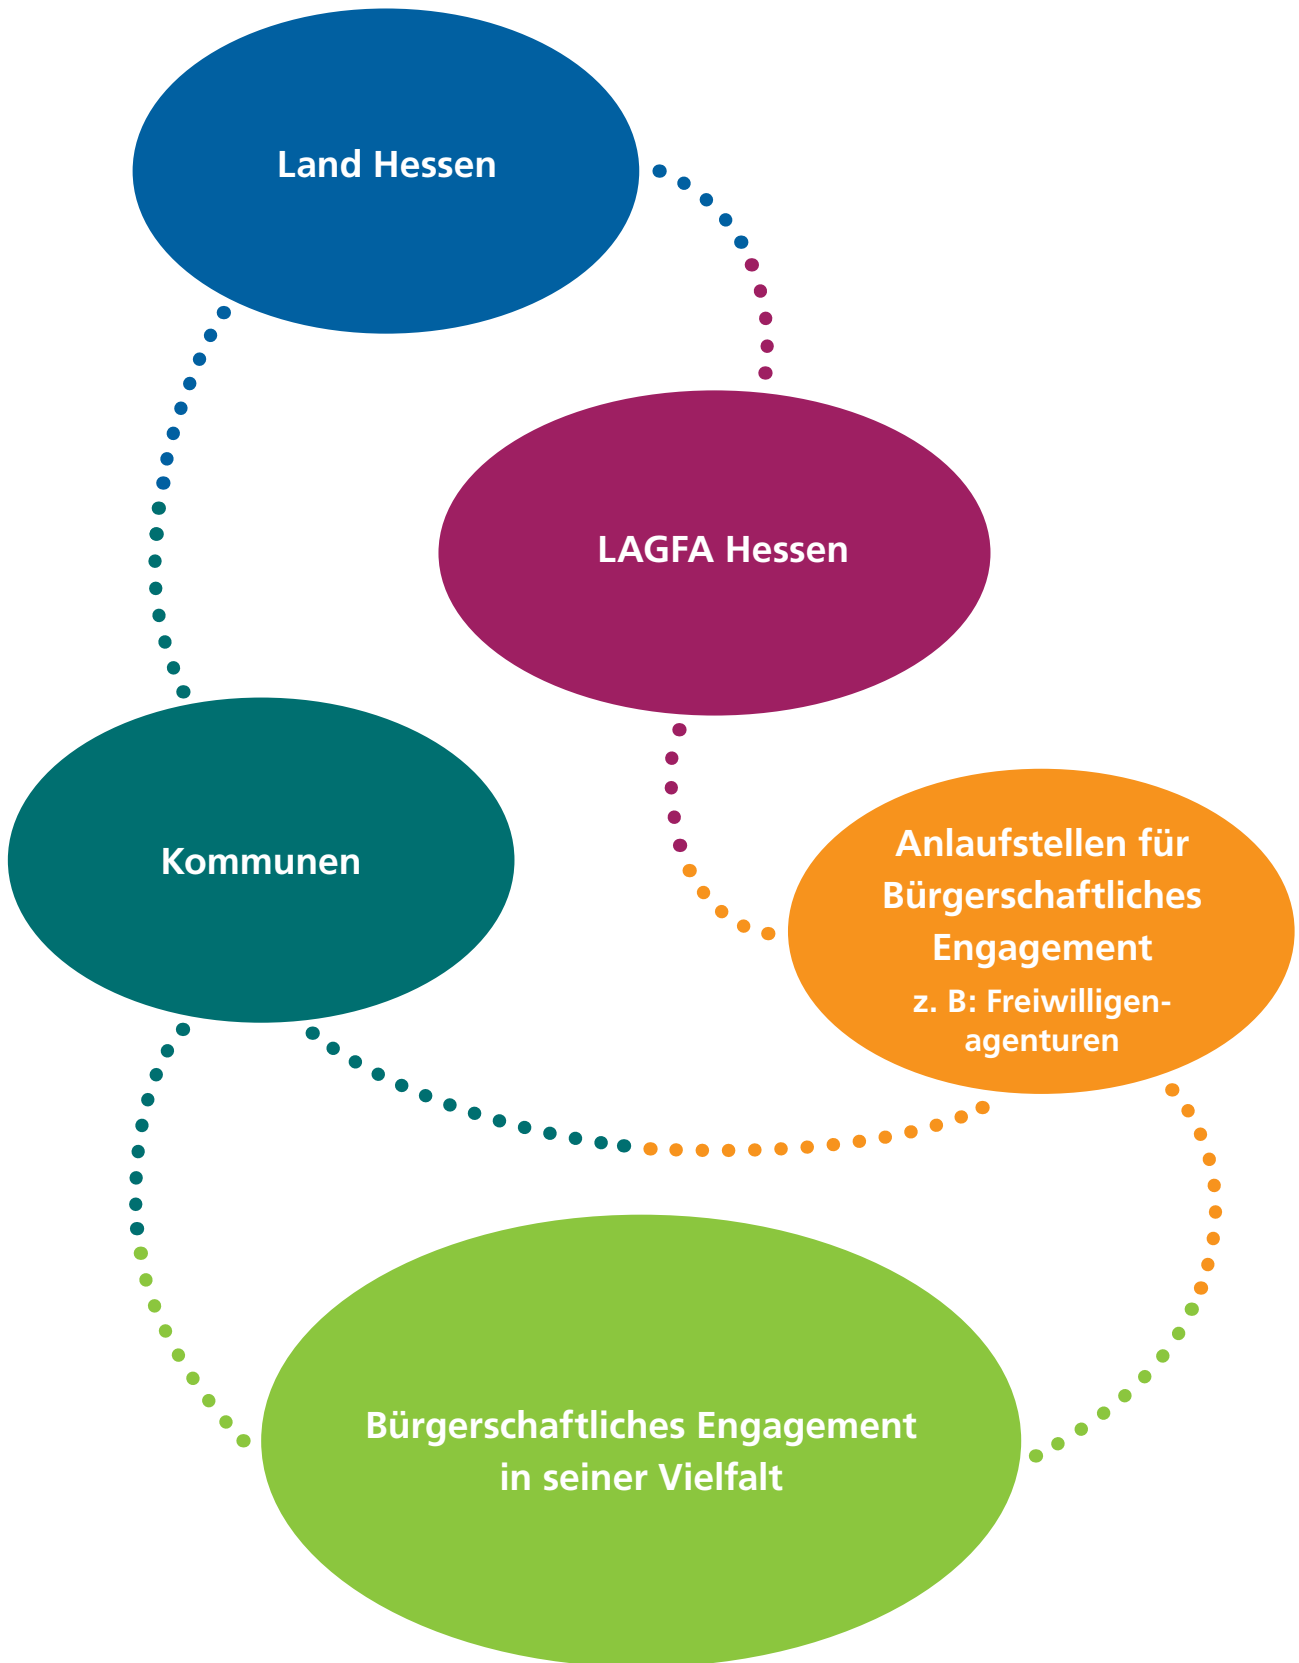 Land Hessen
LAGFA Hessen
Kommunen
Anlaufstellen für
Bürgerschaftliches
Engagement
z. B: Freiwilligen-
agenturen
Bürgerschaftliches Engagement
in seiner Vielfalt